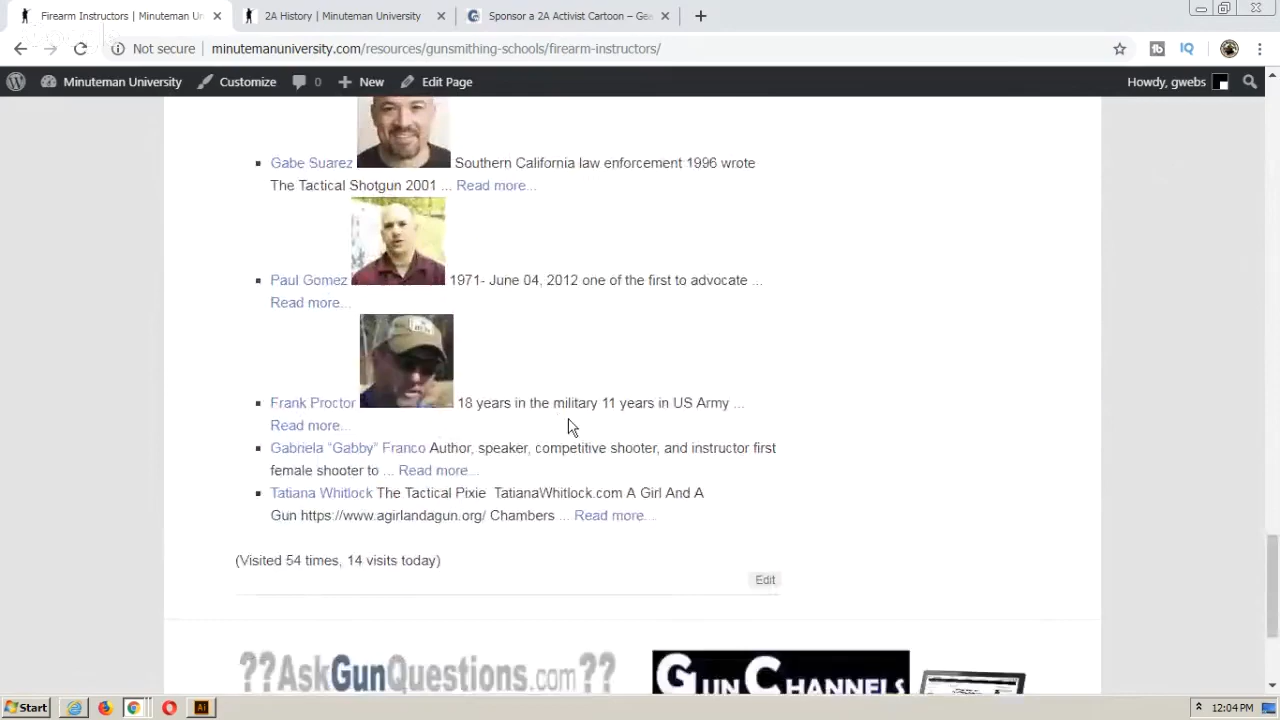 Firearm Instructors | Minuteman Un
2A History | Minuteman University
Sponsor a 2A Activist Cartoon – Gea
Not secure
minutemanuniversity.com/resources/gunsmithing-schools/firearm-instructors/
Minuteman University
Customize
0
New
Edit Page
Howdy, gwebs
Gabe Suarez Southern California law enforcement 1996 wrote
The Tactical Shotgun 2001 ... Read more...
Paul Gomez 1971- June 04, 2012 one of the first to advocate ...
Read more...
Frank Proctor 18 years in the military 11 years in US Army ...
Read more...
Gabriela “Gabby” Franco Author, speaker, competitive shooter, and instructor first
female shooter to ... Read more...
Tatiana Whitlock The Tactical Pixie TatianaWhitlock.com A Girl And A
Gun https://www.agirlandagun.org/ Chambers ... Read more...
(Visited 54 times, 14 visits today)
Edit
??AskGunQuestions.com??
GUN CHANNELS
Start
12:04 PM